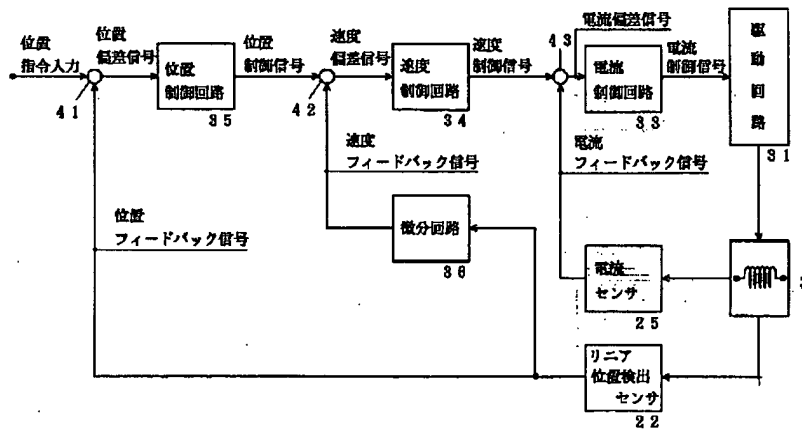 位置
指令入力
位置
偏差信号
41
位置
制御回路
35
位置
制御信号
42
速度
偏差信号
速度
制御回路
34
速度
制御信号
43
電流偏差信号
電流
制御回路
33
電流
制御信号
駆動回路
31
速度
フィードバック信号
電流
フィードバック信号
位置
フィードバック信号
微分回路
36
電流
センサ
25
リニア
位置検出
センサ
22